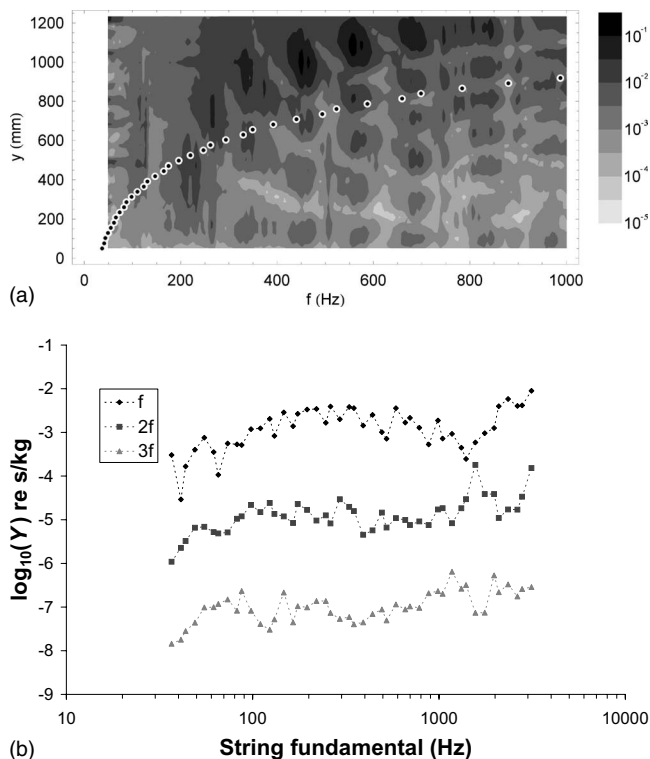 1200
1000
800
600
400
200
0
y (mm)
0 200 400 600 800 1000
f (Hz)
10⁻¹
10⁻²
10⁻³
10⁻⁴
10⁻⁵
(a)
-1
-2
-3
-4
-5
-6
-7
-8
-9
log₁₀(Y) re s/kg
f
2f
3f
10 100 1000 10000
String fundamental (Hz)
(b)